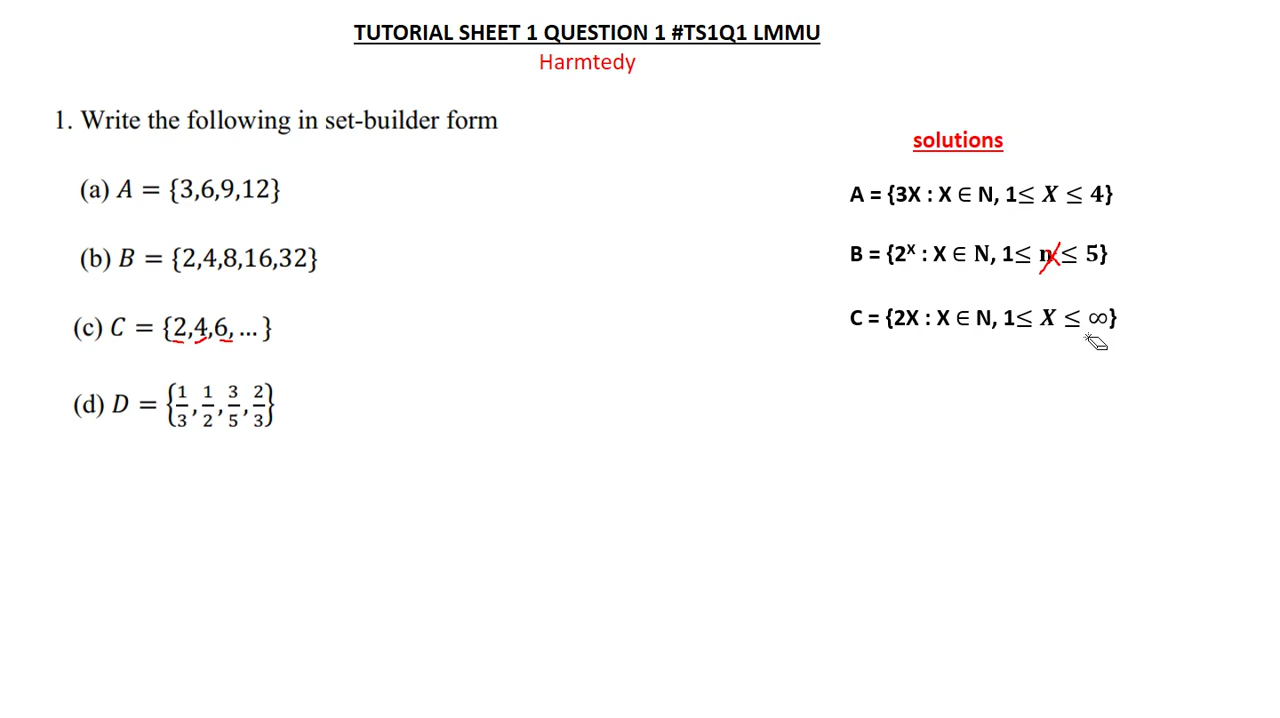 TUTORIAL SHEET 1 QUESTION 1 #TS1Q1 LMMU
Harmtedy
1. Write the following in set-builder form
(a) A = {3,6,9,12}
(b) B = {2,4,8,16,32}
(c) C = {2,4,6, … }
(d) D = {1/3, 1/2, 3/5, 2/3}
solutions
A = {3X : X ∈ N, 1≤ X ≤ 4}
B = {2ˣ : X ∈ N, 1≤ n ≤ 5}
C = {2X : X ∈ N, 1≤ X ≤ ∞}